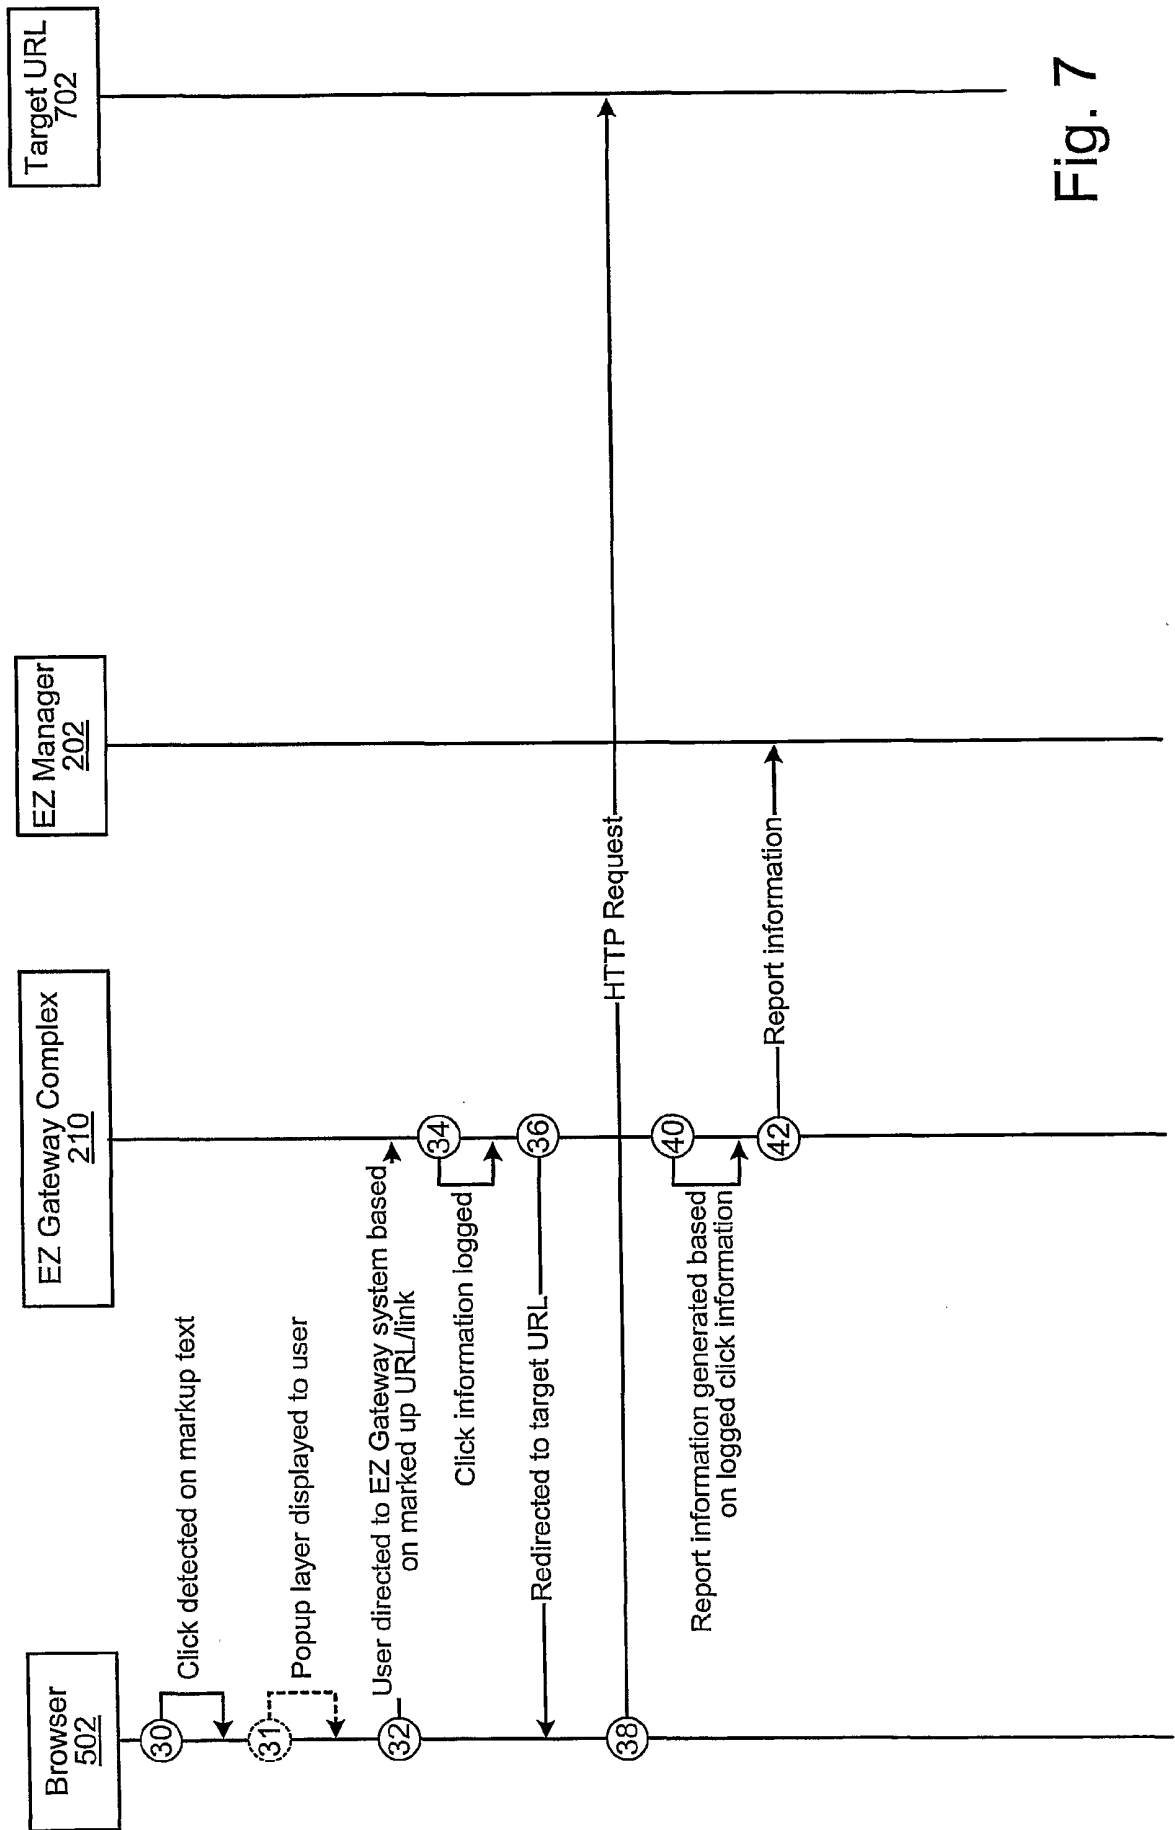 Browser
502
EZ Gateway Complex
210
EZ Manager
202
Target URL
702
30
Click detected on markup text
31
Popup layer displayed to user
32
User directed to EZ Gateway system based
on marked up URL/link
34
Click information logged
36
Redirected to target URL
38
HTTP Request
40
Report information generated based
on logged click information
42
Report information
Fig. 7